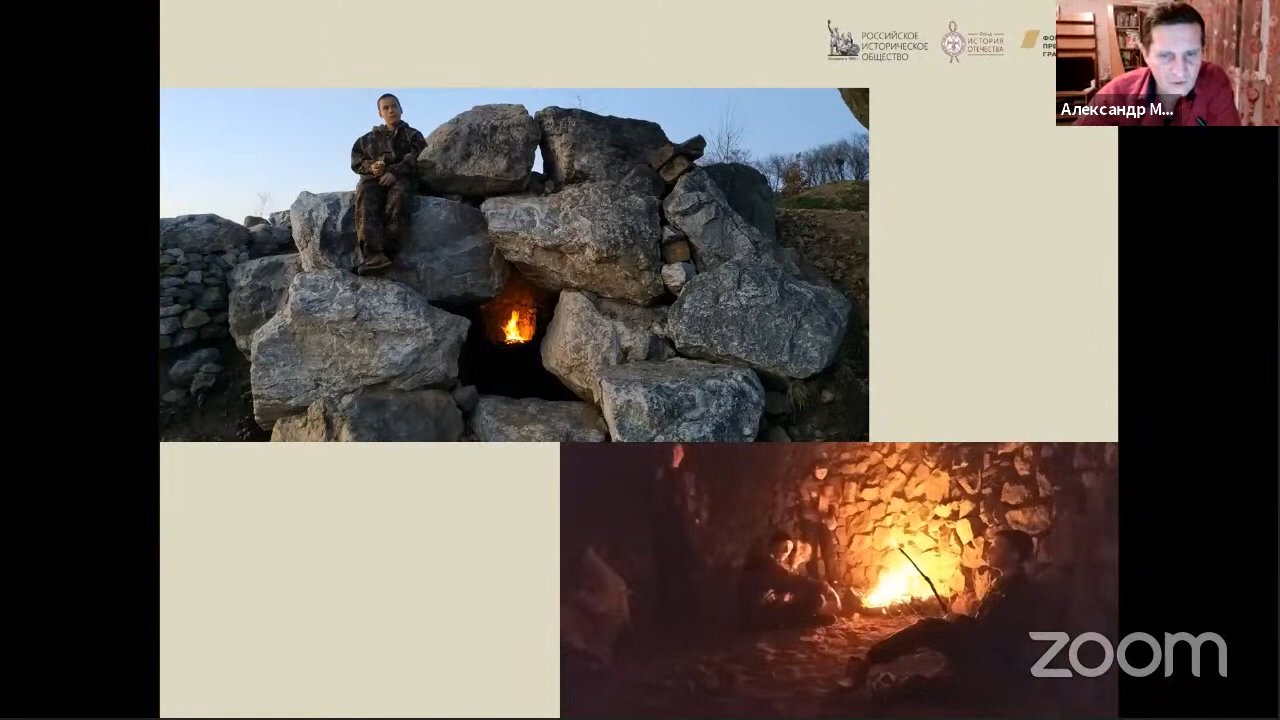 РОССИЙСКОЕ
ИСТОРИЧЕСКОЕ
ОБЩЕСТВО
ФОНД
ИСТОРИЯ
ОТЕЧЕСТВА
ФО
ПРЕ
ГРА
Александр М...
zoom